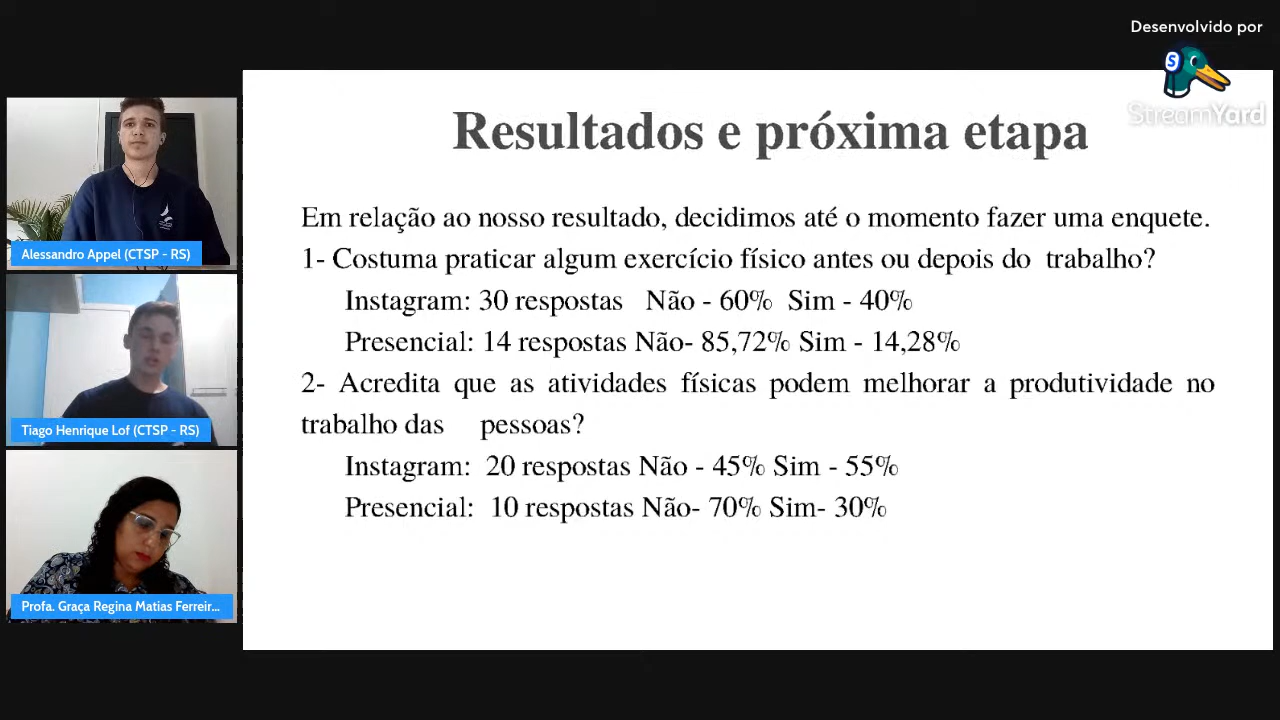 Desenvolvido por
StreamYard
Resultados e próxima etapa
Em relação ao nosso resultado, decidimos até o momento fazer uma enquete.
1- Costuma praticar algum exercício físico antes ou depois do trabalho?
Instagram: 30 respostas Não - 60% Sim - 40%
Presencial: 14 respostas Não- 85,72% Sim - 14,28%
2- Acredita que as atividades físicas podem melhorar a produtividade no
trabalho das pessoas?
Instagram: 20 respostas Não - 45% Sim - 55%
Presencial: 10 respostas Não- 70% Sim- 30%
Alessandro Appel (CTSP - RS)
Tiago Henrique Lof (CTSP - RS)
Profa. Graça Regina Matias Ferreir...